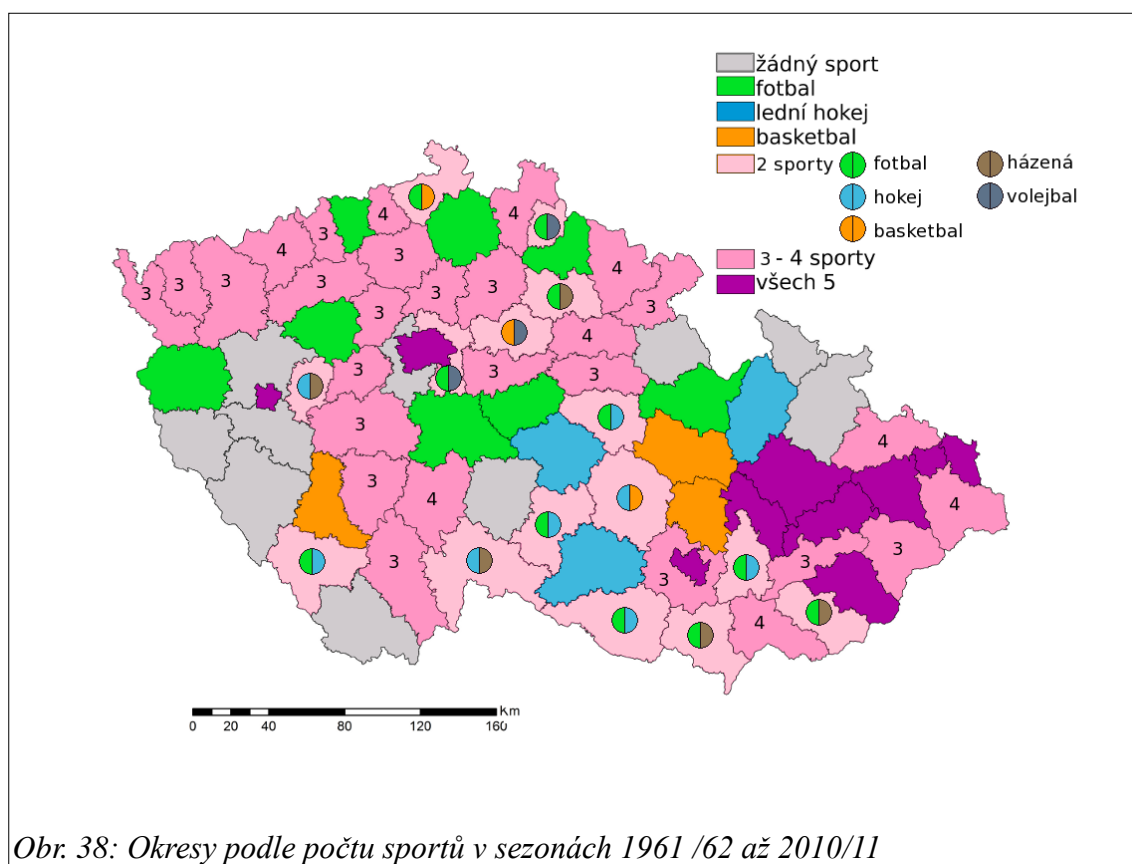 žádný sport
fotbal
lední hokej
basketbal
2 sporty fotbal házená
hokej volejbal
basketbal
3 - 4 sporty
všech 5
4 4
3
4 3
3 3 3 3 3 3 4
3 3
4
3 3 3
3
4
3 4 4
3 3 3
3
4
Km
0 20 40 80 120 160
Obr. 38: Okresy podle počtu sportů v sezonách 1961 /62 až 2010/11